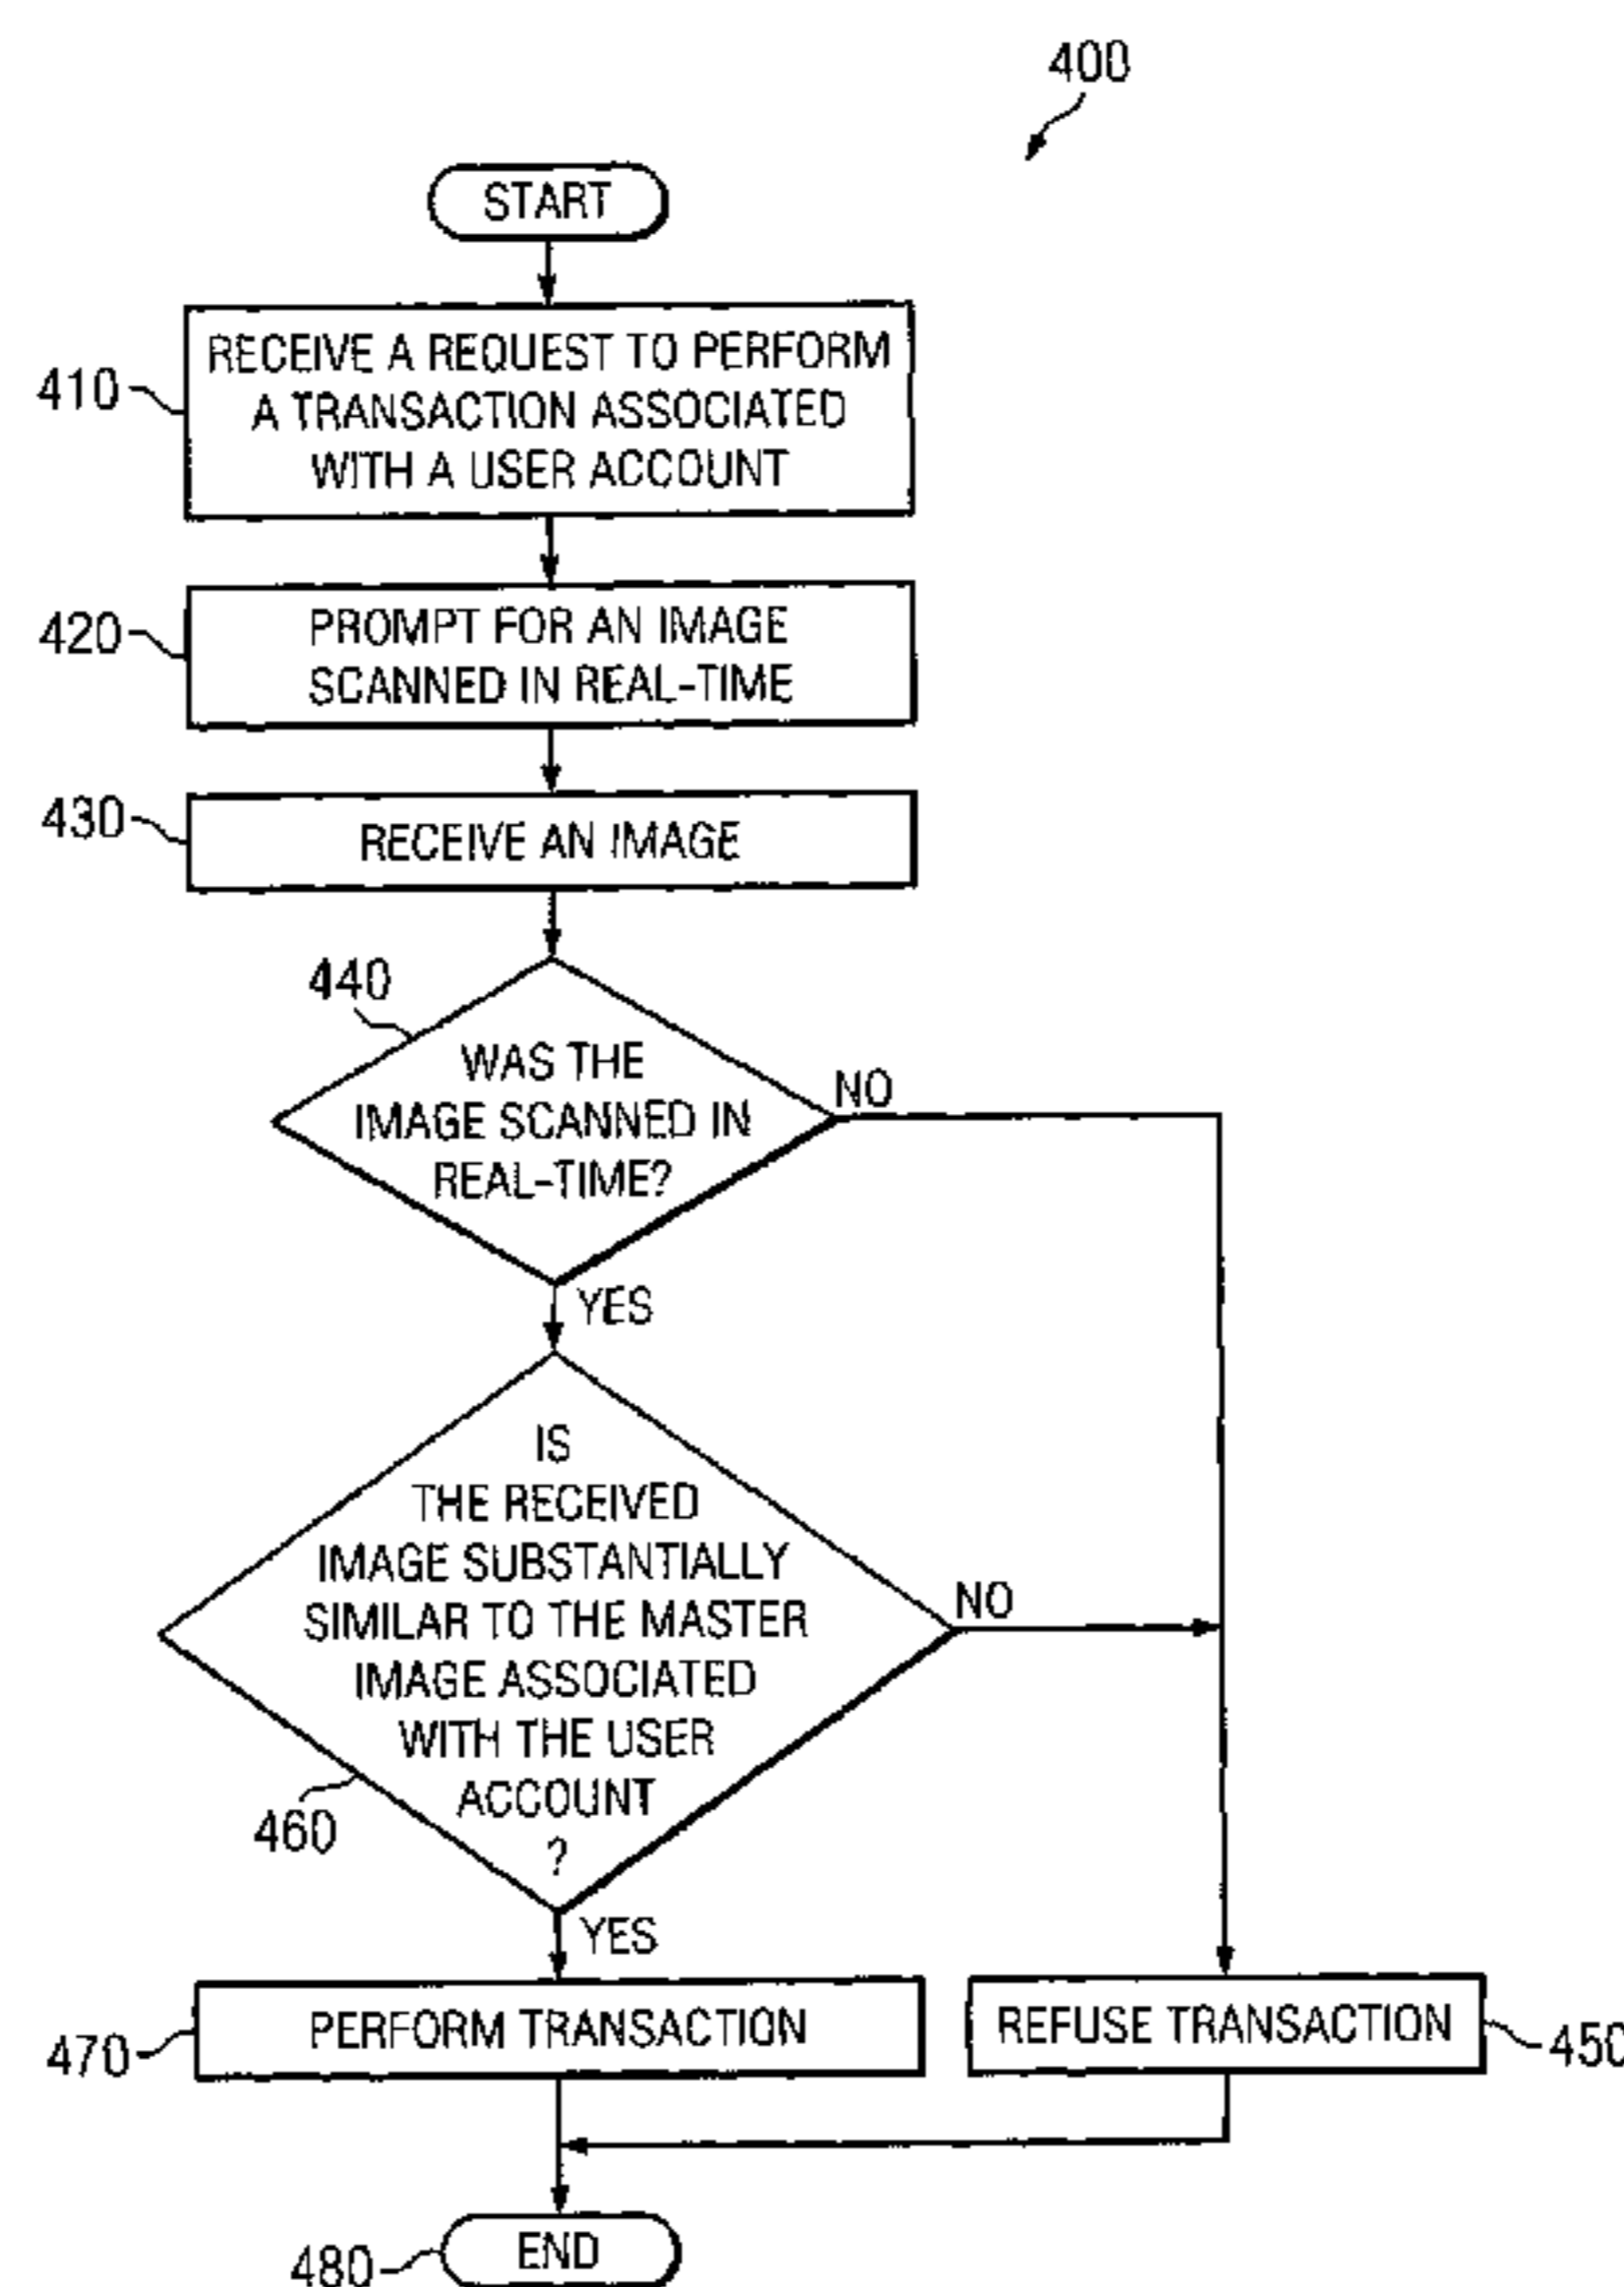 400
START
410
RECEIVE A REQUEST TO PERFORM
A TRANSACTION ASSOCIATED
WITH A USER ACCOUNT
420
PROMPT FOR AN IMAGE
SCANNED IN REAL-TIME
430
RECEIVE AN IMAGE
440
WAS THE
IMAGE SCANNED IN
REAL-TIME?
NO
YES
IS
THE RECEIVED
IMAGE SUBSTANTIALLY
SIMILAR TO THE MASTER
IMAGE ASSOCIATED
WITH THE USER
ACCOUNT
?
NO
460
YES
470
PERFORM TRANSACTION
REFUSE TRANSACTION
450
480
END